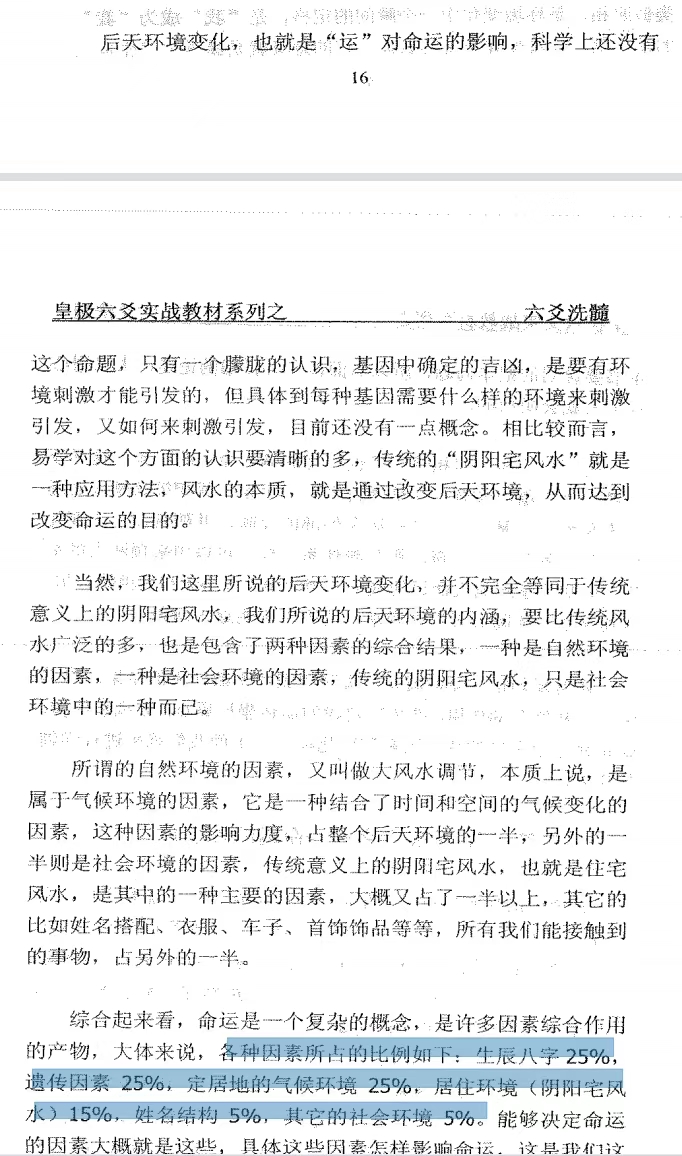 后天环境变化，也就是“运”对命运的影响，科学上还没有
16
皇极六爻实战教材系列之 六爻洗髓
这个命题，只有一个朦胧的认识，基因中确定的吉凶，是要有环
境刺激才能引发的，但具体到每种基因需要什么样的环境来刺激
引发，又如何来刺激引发，目前还没有一点概念。相比较而言，
易学对这个方面的认识要清晰的多，传统的“阴阳宅风水”就是
一种应用方法，风水的本质，就是通过改变后天环境，从而达到
改变命运的目的。
当然，我们这里所说的后天环境变化，并不完全等同于传统
意义上的阴阳宅风水，我们所说的后天环境的内涵，要比传统风
水广泛的多，也是包含了两种因素的综合结果，一种是自然环境
的因素，一种是社会环境的因素，传统的阴阳宅风水，只是社会
环境中的一种而已。
所谓的自然环境的因素，又叫做大风水调节，本质上说，是
属于气候环境的因素，它是一种结合了时间和空间的气候变化的
因素，这种因素的影响力度，占整个后天环境的一半，另外的一
半则是社会环境的因素，传统意义上的阴阳宅风水，也就是住宅
风水，是其中的一种主要的因素，大概又占了一半以上，其它的
比如姓名搭配、衣服、车子、首饰饰品等等，所有我们能接触到
的事物，占另外的一半。
综合起来看，命运是一个复杂的概念，是许多因素综合作用
的产物，大体来说，各种因素所占的比例如下：生辰八字 25%，
遗传因素 25%，定居地的气候环境 25%，居住环境（阴阳宅风
水）15%，姓名结构 5%，其它的社会环境 5%。能够决定命运
的因素大概就是这些，具体这些因素怎样影响命运，这是我们这